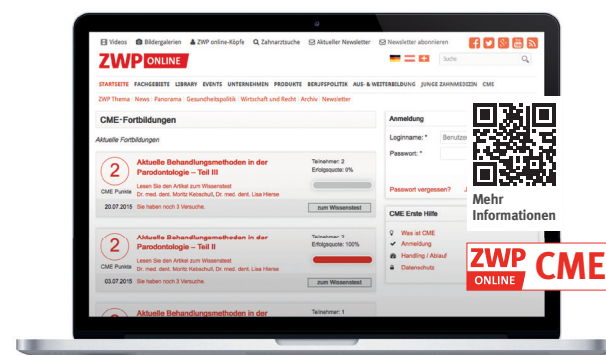 Videos Bildergalerien ZWP online-Köpfe Zahnarztsuche Aktueller Newsletter Newsletter abonnieren
ZWP ONLINE
Suche
STARTSEITE FACHGEBIETE LIBRARY EVENTS UNTERNEHMEN PRODUKTE BERUFSPOLITIK AUS- & WEITERBILDUNG JUNGE ZAHNMEDIZIN CME
ZWP Thema News Panorama Gesundheitspolitik Wirtschaft und Recht Archiv Newsletter
CME-Fortbildungen
Aktuelle Fortbildungen
2
CME Punkte
Aktuelle Behandlungsmethoden in der
Parodontologie – Teil III
Lesen Sie den Artikel zum Wissenstest
Dr. med. dent. Moritz Kebschull, Dr. med. dent. Lisa Hierse
Teilnehmer: 2
Erfolgsquote: 0%
20.07.2015 Sie haben noch 3 Versuche.
zum Wissenstest
2
CME Punkte
Aktuelle Behandlungsmethoden in der
Parodontologie – Teil II
Lesen Sie den Artikel zum Wissenstest
Dr. med. dent. Moritz Kebschull, Dr. med. dent. Lisa Hierse
Teilnehmer: 2
Erfolgsquote: 100%
03.07.2015 Sie haben noch 3 Versuche.
zum Wissenstest
Aktuelle Behandlungsmethoden in der
Teilnehmer: 1
Anmeldung
Loginname: * Benutze
Passwort: *
Passwort vergessen?
CME Erste Hilfe
Was ist CME
Anmeldung
Handling / Ablauf
Datenschutz
Mehr
Informationen
ZWP ONLINE CME